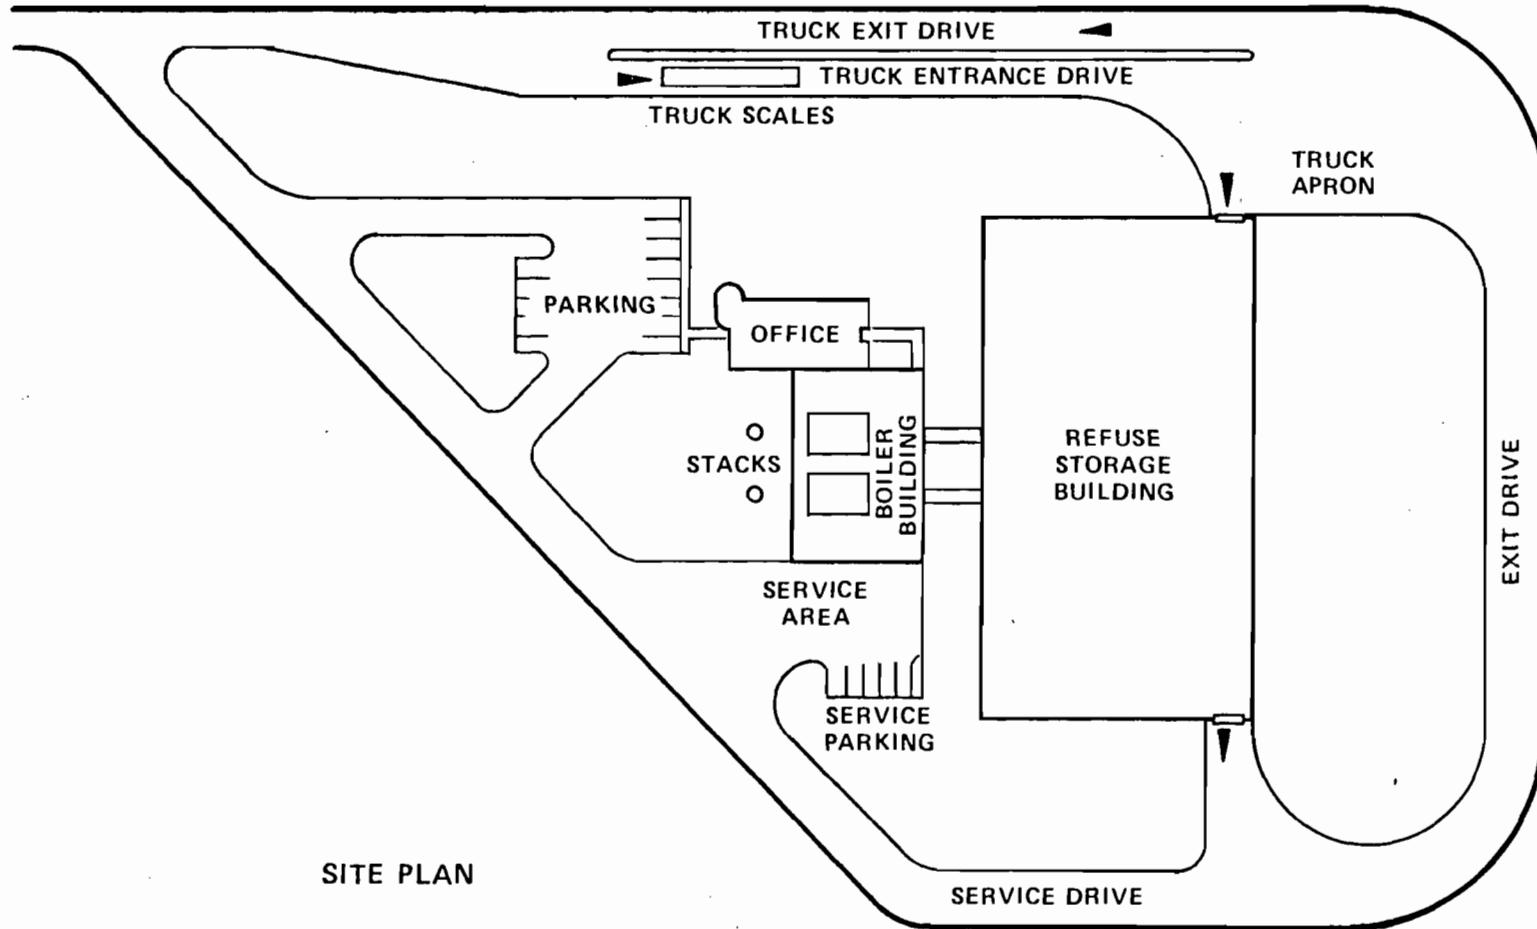 TRUCK EXIT DRIVE
TRUCK ENTRANCE DRIVE
TRUCK SCALES
TRUCK
APRON
PARKING
OFFICE
STACKS
BOILER
BUILDING
REFUSE
STORAGE
BUILDING
EXIT DRIVE
SERVICE
AREA
SERVICE
PARKING
SITE PLAN
SERVICE DRIVE